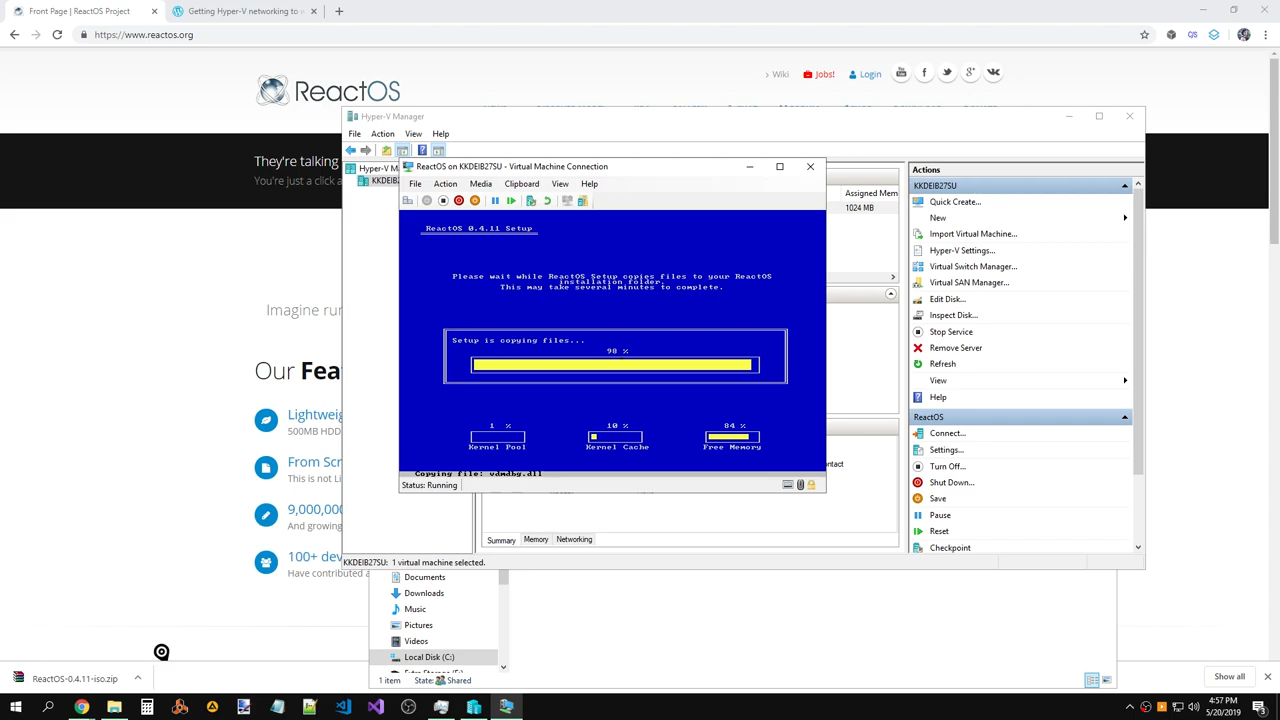 Front Page | ReactOS Project
Getting Hyper-V networking to w
https://www.reactos.org
ReactOS
Wiki
Jobs!
Login
Hyper-V Manager
File Action View Help
They're talking
You're just a click a
Hyper-V M
KKDEIB
ReactOS on KKDEIB27SU - Virtual Machine Connection
File Action Media Clipboard View Help
ReactOS 0.4.11 Setup
Please wait while ReactOS Setup copies files to your ReactOS
installation folder.
This may take several minutes to complete.
Setup is copying files...
98 %
1 %
10 %
84 %
Kernel Pool
Kernel Cache
Free Memory
Copying file: vdmdbg.dll
Status: Running
Assigned Mem
1024 MB
ontact
Summary
Memory
Networking
Actions
KKDEIB27SU
Quick Create...
New
Import Virtual Machine...
Hyper-V Settings...
Virtual Switch Manager...
Virtual SAN Manager...
Edit Disk...
Inspect Disk...
Stop Service
Remove Server
Refresh
View
Help
ReactOS
Connect...
Settings...
Turn Off...
Shut Down...
Save
Pause
Reset
Checkpoint
KKDEIB27SU: 1 virtual machine selected.
Imagine ru
Our Fea
Lightweig
500MB HDD
From Scr
This is not Li
9,000,000
And growing
100+ dev
Have contributed a
Documents
Downloads
Music
Pictures
Videos
Local Disk (C:)
1 item State: Shared
ReactOS-0.4.11-iso.zip
Show all
4:57 PM
5/20/2019
3